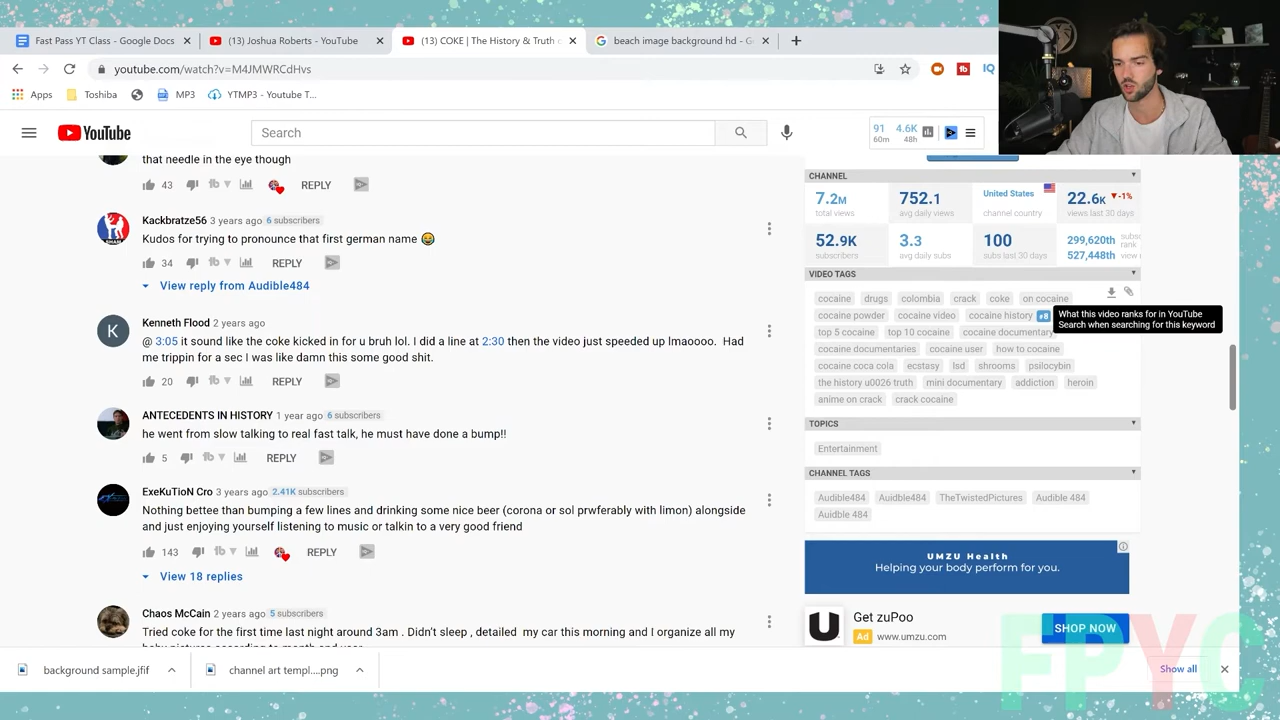 Fast Pass YT Class - Google Docs
(13) Joshua Roberts - YouTube
(13) COKE | The History & Truth
beach image background hd - G
youtube.com/watch?v=M4JMWRCdH
Apps
Toshiba
MP3
YTMP3 - Youtube T...
YouTube
Search
91
60m
4.6K
48h
that needle in the eye though
43
REPLY
Kackbratze56 3 years ago 6 subscribers
Kudos for trying to pronounce that first german name 😅
34
REPLY
View reply from Audible484
K
Kenneth Flood 2 years ago
@ 3:05 it sound like the coke kicked in for u bruh lol. I did a line at 2:30 then the video just speeded up lmaoooo. Had
me trippin for a sec I was like damn this some good shit.
20
REPLY
ANTECEDENTS IN HISTORY 1 year ago 6 subscribers
he went from slow talking to real fast talk, he must have done a bump!!
5
REPLY
ExeKuTioN Cro 3 years ago 2.41K subscribers
Nothing bettee than bumping a few lines and drinking some nice beer (corona or sol prwferably with limon) alongside
and just enjoying yourself listening to music or talkin to a very good friend
143
REPLY
View 18 replies
Chaos McCain 2 years ago 5 subscribers
Tried coke for the first time last night around 3am . Didn't sleep , detailed my car this morning and I organize all my
CHANNEL
7.2M
total views
752.1
avg daily views
United States
channel country
22.6K -1%
views last 30 days
52.9K
subscribers
3.3
avg daily subs
100
subs last 30 days
299,620th subs
rank
527,448th view
VIDEO TAGS
cocaine drugs colombia crack coke on cocaine
cocaine powder cocaine video cocaine history #8
What this video ranks for in YouTube
Search when searching for this keyword
top 5 cocaine top 10 cocaine cocaine documentary
cocaine documentaries cocaine user how to cocaine
cocaine coca cola ecstasy lsd shrooms psilocybin
the history u0026 truth mini documentary addiction heroin
anime on crack crack cocaine
TOPICS
Entertainment
CHANNEL TAGS
Audible484 Auidble484 TheTwistedPictures Audible 484
Auidble 484
UMZU Health
Helping your body perform for you.
Get zuPoo
Ad www.umzu.com
SHOP NOW
FPYC
background sample.jfif
channel art templ....png
Show all